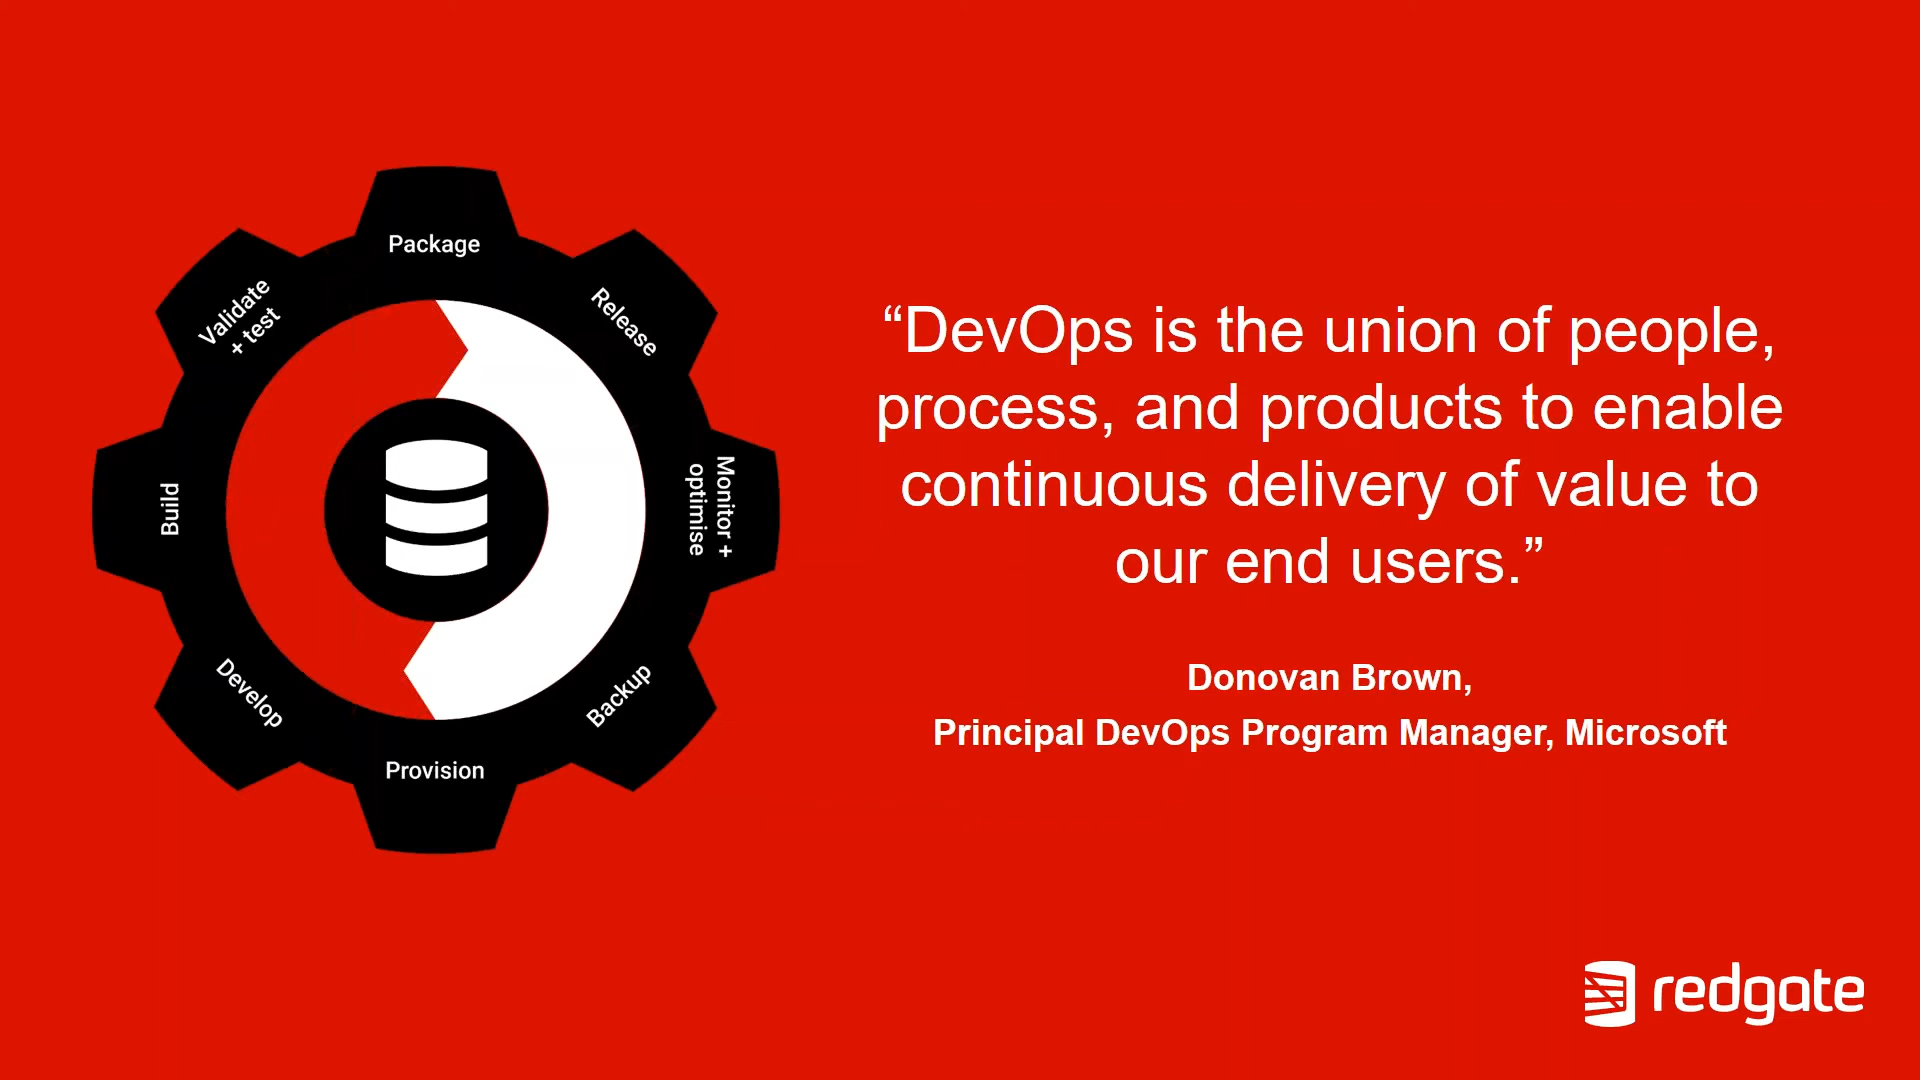 Package
Release
Monitor +
optimise
Backup
Provision
Develop
Build
Validate
+ test
“DevOps is the union of people,
process, and products to enable
continuous delivery of value to
our end users.”
Donovan Brown,
Principal DevOps Program Manager, Microsoft
redgate